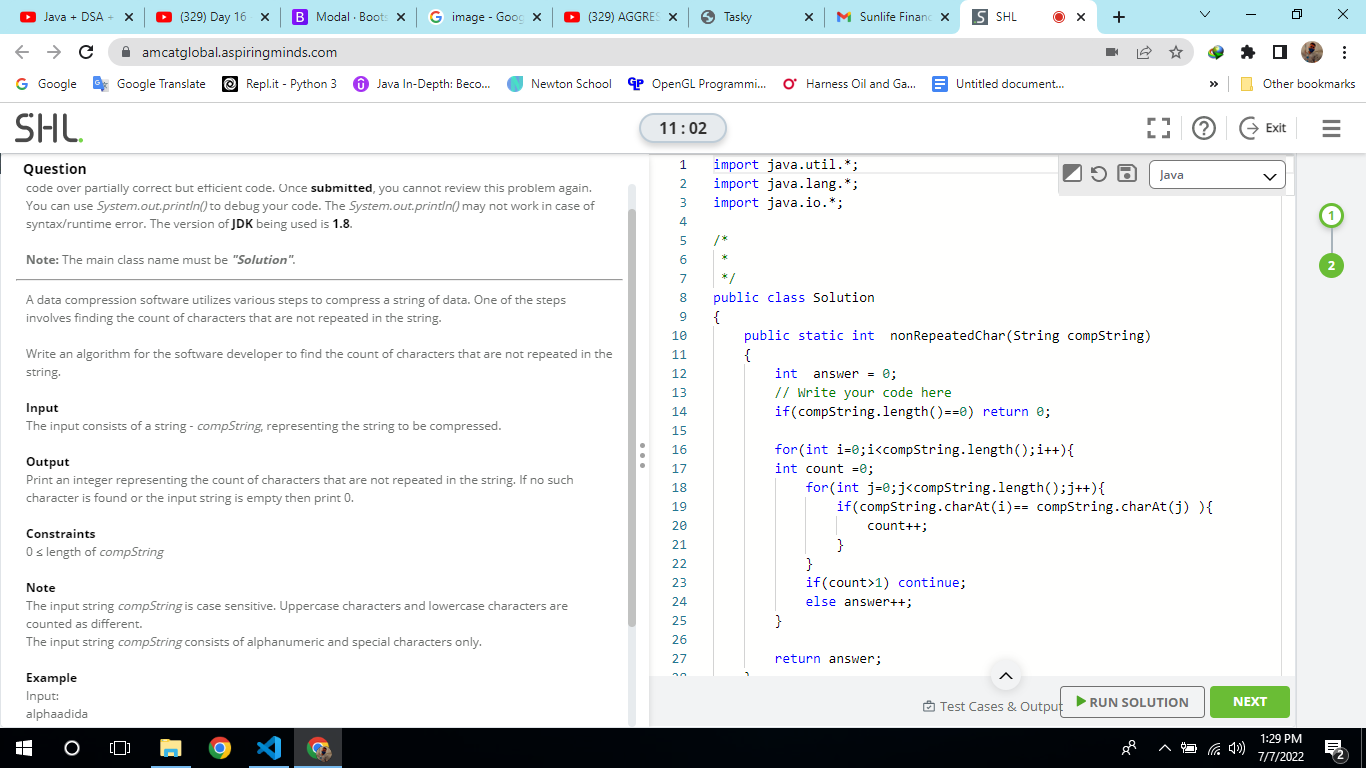 Java + DSA +
(329) Day 16
Modal · Boots
image - Goog
(329) AGGRES
Tasky
Sunlife Financ
SHL
amcatglobal.aspiringminds.com
Google
Google Translate
Repl.it - Python 3
Java In-Depth: Beco...
Newton School
GP
OpenGL Programmi...
Harness Oil and Ga...
Untitled document...
»
Other bookmarks
SHL.
11 : 02
Exit
Question
code over partially correct but efficient code. Once submitted, you cannot review this problem again.
You can use System.out.println() to debug your code. The System.out.println() may not work in case of
syntax/runtime error. The version of JDK being used is 1.8.
Note: The main class name must be "Solution".
A data compression software utilizes various steps to compress a string of data. One of the steps
involves finding the count of characters that are not repeated in the string.
Write an algorithm for the software developer to find the count of characters that are not repeated in the
string.
Input
The input consists of a string - compString, representing the string to be compressed.
Output
Print an integer representing the count of characters that are not repeated in the string. If no such
character is found or the input string is empty then print 0.
Constraints
0 ≤ length of compString
Note
The input string compString is case sensitive. Uppercase characters and lowercase characters are
counted as different.
The input string compString consists of alphanumeric and special characters only.
Example
Input:
alphaadida
Java
1 import java.util.*;
2 import java.lang.*;
3 import java.io.*;
4
5 /*
6 *
7 */
8 public class Solution
9 {
10 public static int  nonRepeatedChar(String compString)
11 {
12 int  answer = 0;
13 // Write your code here
14 if(compString.length()==0) return 0;
15
16 for(int i=0;i<compString.length();i++){
17 int count =0;
18 for(int j=0;j<compString.length();j++){
19 if(compString.charAt(i)== compString.charAt(j) ){
20 count++;
21 }
22 }
23 if(count>1) continue;
24 else answer++;
25 }
26
27 return answer;
1
2
Test Cases & Output
RUN SOLUTION
NEXT
1:29 PM
7/7/2022
2